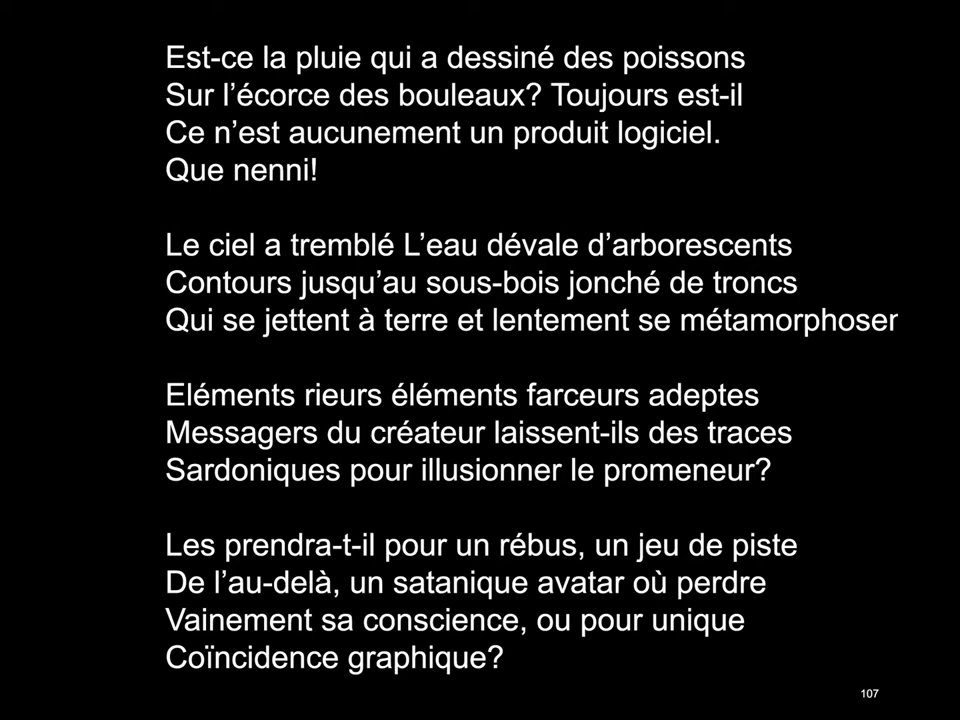 Est-ce la pluie qui a dessiné des poissons
Sur l’écorce des bouleaux? Toujours est-il
Ce n’est aucunement un produit logiciel.
Que nenni!
Le ciel a tremblé L’eau dévale d’arborescents
Contours jusqu’au sous-bois jonché de troncs
Qui se jettent à terre et lentement se métamorphoser
Eléments rieurs éléments farceurs adeptes
Messagers du créateur laissent-ils des traces
Sardoniques pour illusionner le promeneur?
Les prendra-t-il pour un rébus, un jeu de piste
De l’au-delà, un satanique avatar où perdre
Vainement sa conscience, ou pour unique
Coïncidence graphique?
107